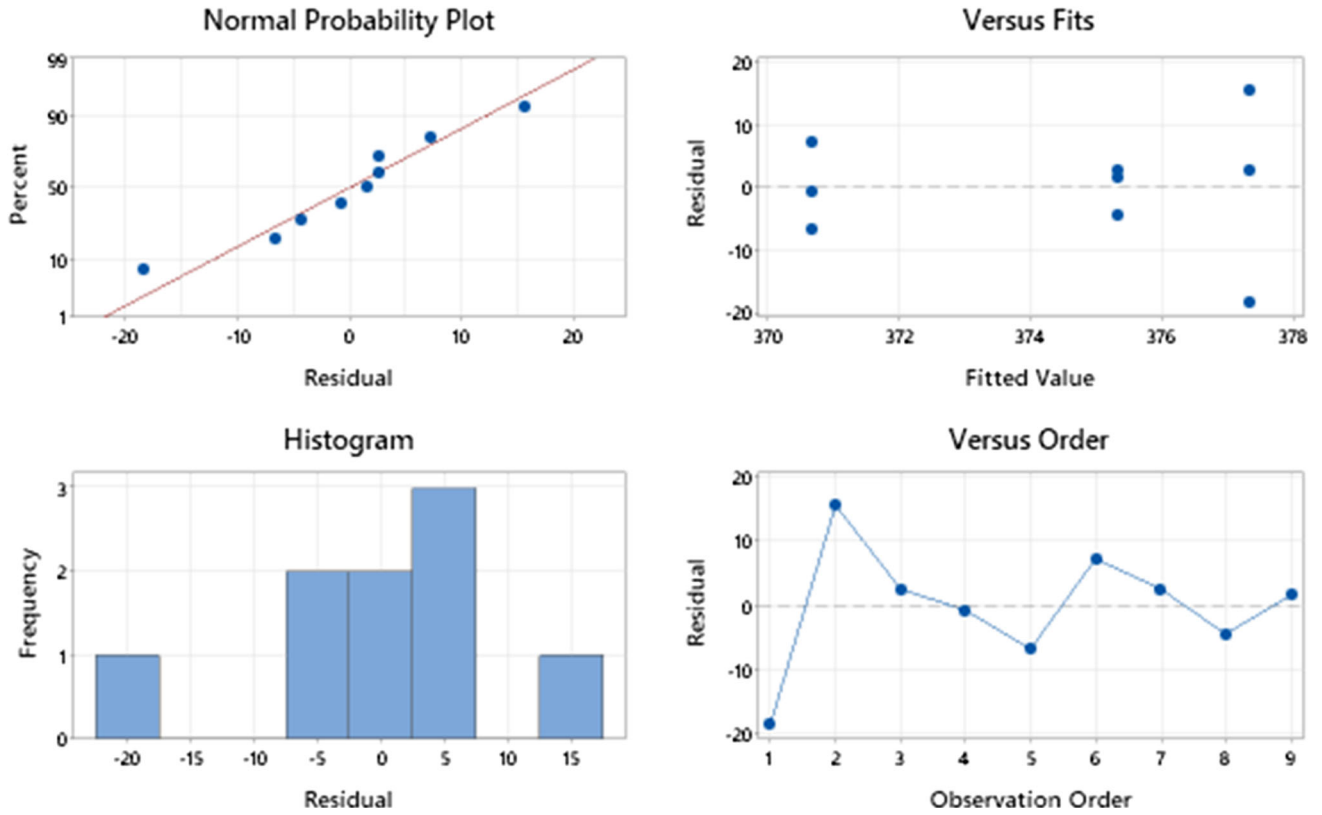 Normal Probability Plot
99
90
50
10
1
Percent
-20 -10 0 10 20
Residual
Versus Fits
20
10
0
-10
-20
Residual
370 372 374 376 378
Fitted Value
Histogram
3
2
1
0
Frequency
-20 -15 -10 -5 0 5 10 15
Residual
Versus Order
20
10
0
-10
-20
Residual
1 2 3 4 5 6 7 8 9
Observation Order